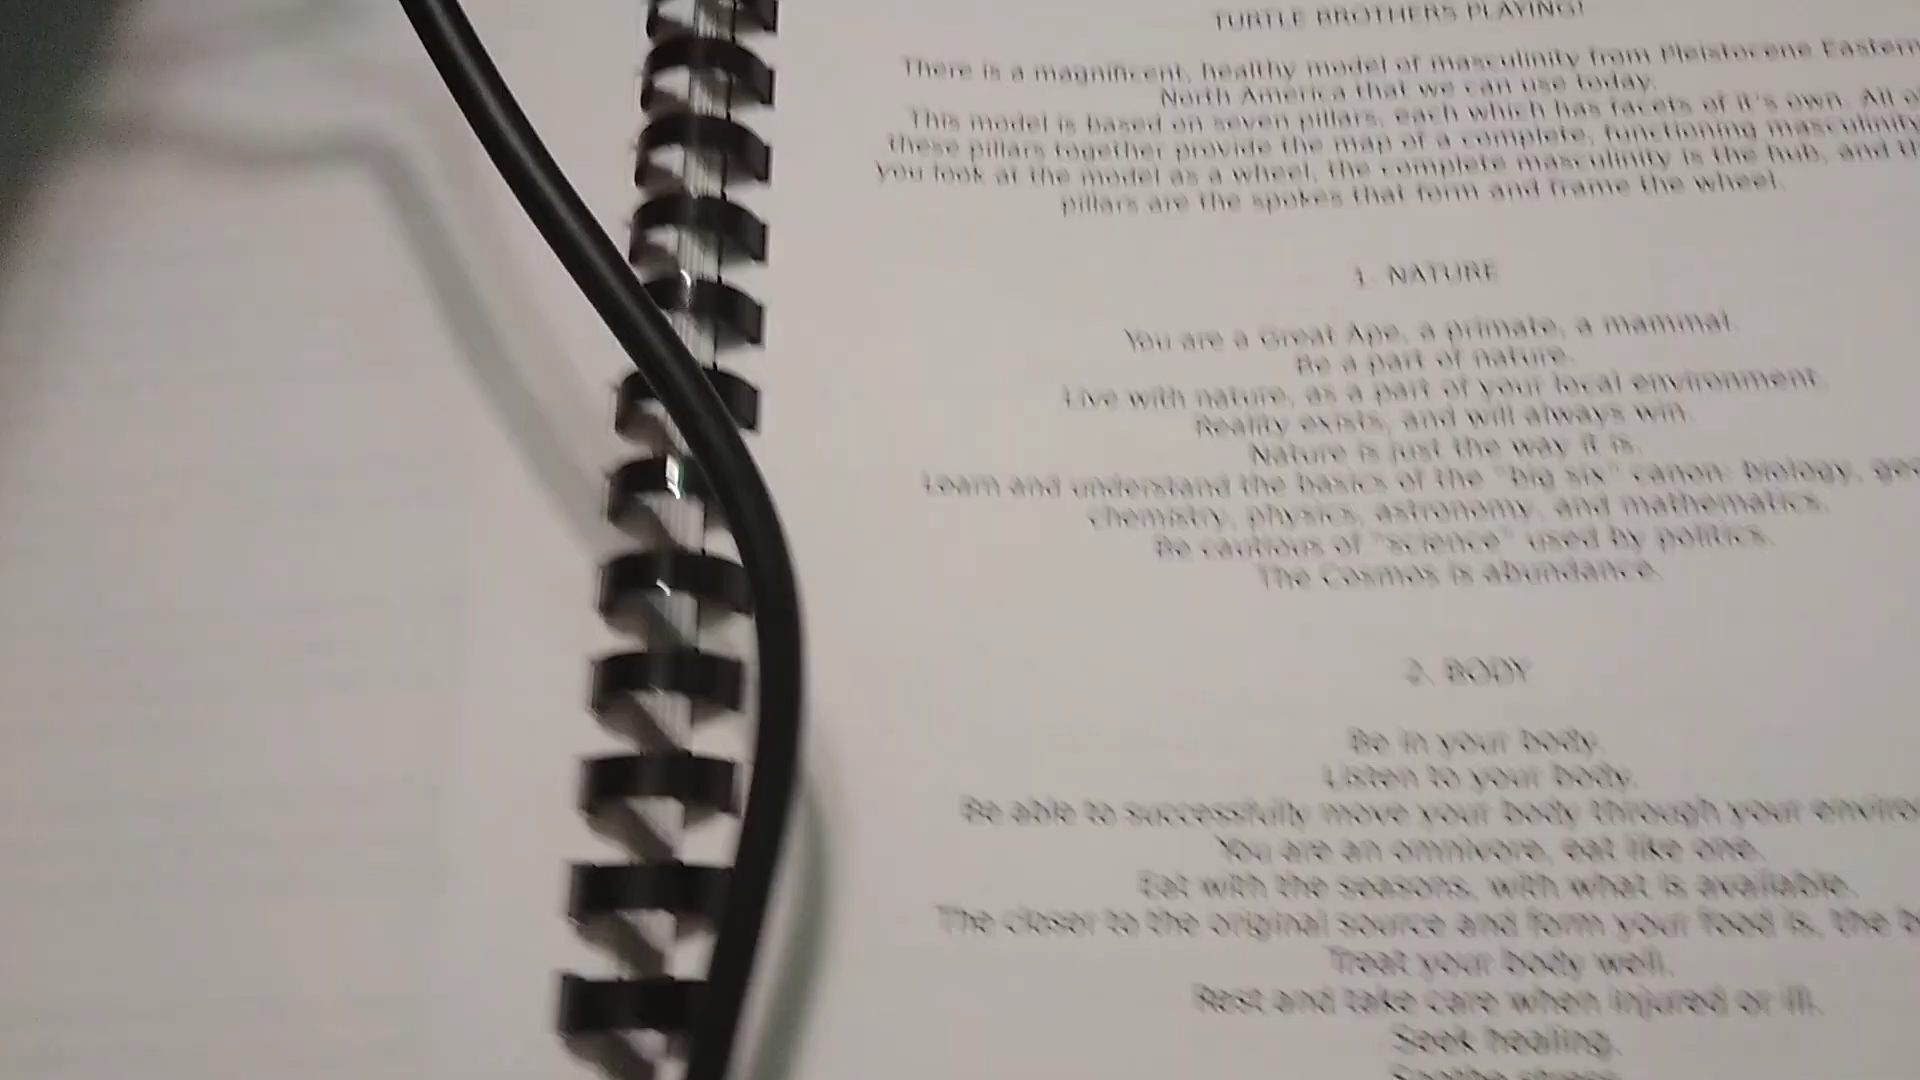 TURTLE BROTHERS PLAYING!
There is a magnificent, healthy model of masculinity from Pleistocene Eastern
North America that we can use today.
This model is based on seven pillars, each which has facets of it's own. All of
these pillars together provide the map of a complete, functioning masculinity
you look at the model as a wheel, the complete masculinity is the hub, and th
pillars are the spokes that form and frame the wheel.
1. NATURE
You are a Great Ape, a primate, a mammal.
Be a part of nature.
Live with nature, as a part of your local environment.
Reality exists, and will always win.
Nature is just the way it is.
Learn and understand the basics of the "big six" canon: biology, geo
chemistry, physics, astronomy, and mathematics.
Be cautious of "science" used by politics.
The Cosmos is abundance.
2. BODY
Be in your body.
Listen to your body.
Be able to successfully move your body through your enviro
You are an omnivore, eat like one.
Eat with the seasons, with what is available.
The closer to the original source and form your food is, the b
Treat your body well.
Rest and take care when injured or ill.
Seek healing.